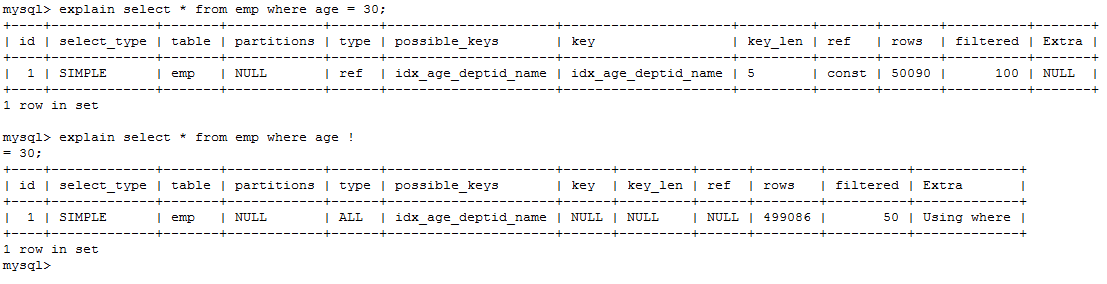 mysql> explain select * from emp where age = 30;
+----+-------------+-------+------------+------+----------------------+----------------------+---------+-------+-------+----------+-------+
| id | select_type | table | partitions | type | possible_keys        | key                  | key_len | ref   | rows  | filtered | Extra |
+----+-------------+-------+------------+------+----------------------+----------------------+---------+-------+-------+----------+-------+
|  1 | SIMPLE      | emp   | NULL       | ref  | idx_age_deptid_name | idx_age_deptid_name | 5       | const | 50090 |      100 | NULL  |
+----+-------------+-------+------------+------+----------------------+----------------------+---------+-------+-------+----------+-------+
1 row in set
mysql> explain select * from emp where age !
= 30;
+----+-------------+-------+------------+------+---------------------+------+---------+------+--------+----------+-------------+
| id | select_type | table | partitions | type | possible_keys       | key  | key_len | ref  | rows   | filtered | Extra       |
+----+-------------+-------+------------+------+---------------------+------+---------+------+--------+----------+-------------+
|  1 | SIMPLE      | emp   | NULL       | ALL  | idx_age_deptid_name | NULL | NULL    | NULL | 499086 |       50 | Using where |
+----+-------------+-------+------------+------+---------------------+------+---------+------+--------+----------+-------------+
1 row in set
mysql>